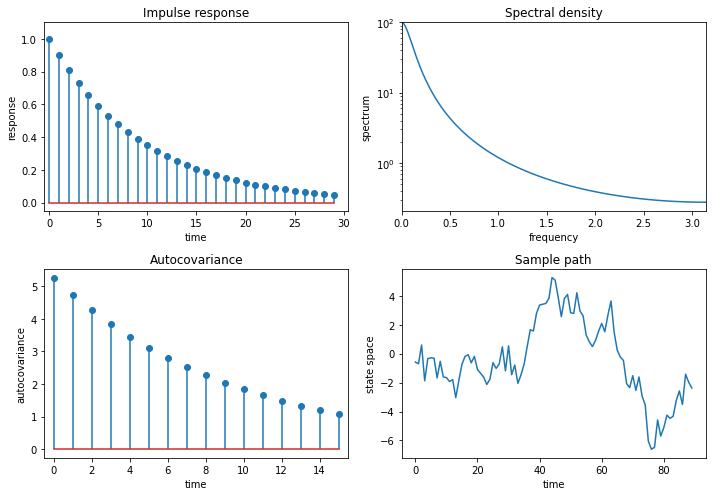 Impulse response
1.0
0.8
0.6
0.4
0.2
0.0
response
0 5 10 15 20 25 30
time
Spectral density
10²
10¹
10⁰
spectrum
0.0 0.5 1.0 1.5 2.0 2.5 3.0
frequency
Autocovariance
5
4
3
2
1
0
autocovariance
0 2 4 6 8 10 12 14
time
Sample path
4
2
0
−2
−4
−6
state space
0 20 40 60 80
time